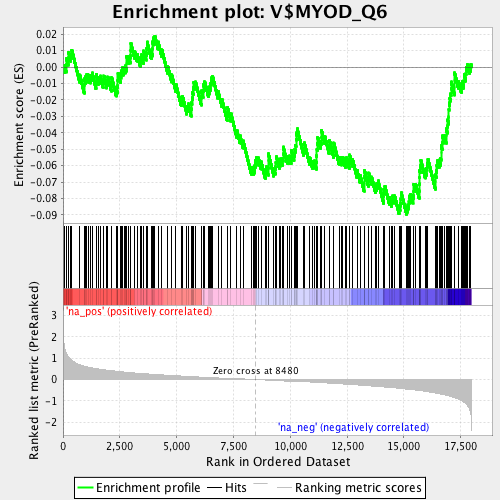 Enrichment plot: V$MYOD_Q6
Enrichment score (ES)
0.02
0.01
0.00
-0.01
-0.02
-0.03
-0.04
-0.05
-0.06
-0.07
-0.08
-0.09
'na_pos' (positively correlated)
Ranked list metric (PreRanked)
3
2
1
0
-1
-2
Zero cross at 8480
'na_neg' (negatively correlated)
0
2,500
5,000
7,500
10,000
12,500
15,000
17,500
Rank in Ordered Dataset
Enrichment profile
Hits
Ranking metric scores